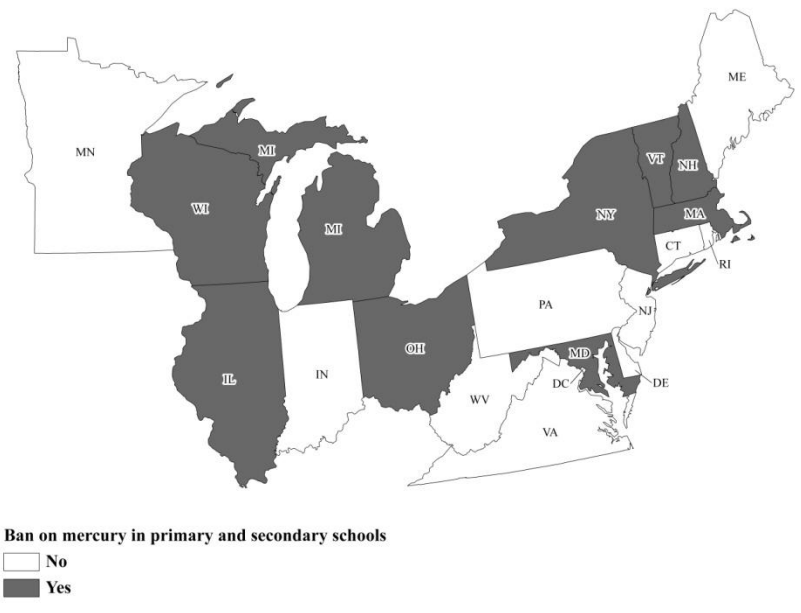 ME
MN
MI
VT
NH
WI
NY
MA
MI
CT
RI
PA
NJ
OH
MD
IL
IN
DC
DE
WV
VA
Ban on mercury in primary and secondary schools
No
Yes